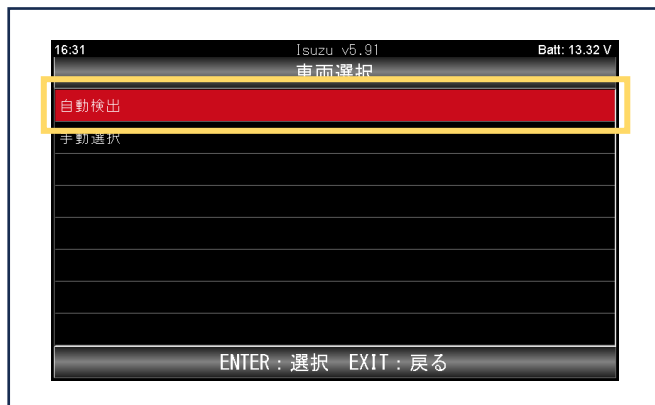 16:31 Isuzu v5.91 Batt: 13.32 V
車両選択
自動検出
手動選択
ENTER：選択 EXIT：戻る